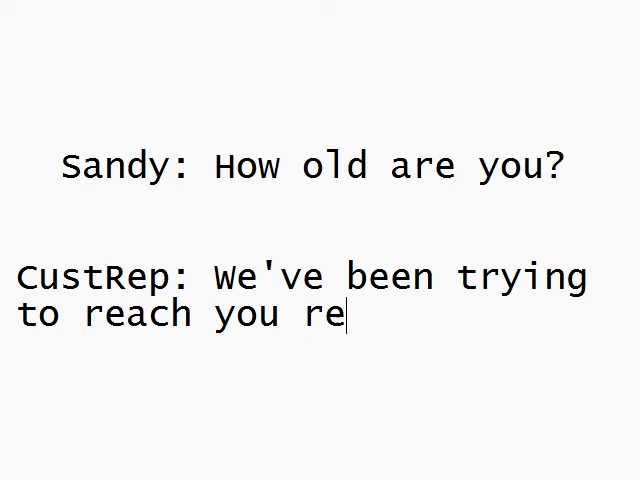 Sandy: How old are you?
CustRep: We've been trying
to reach you re